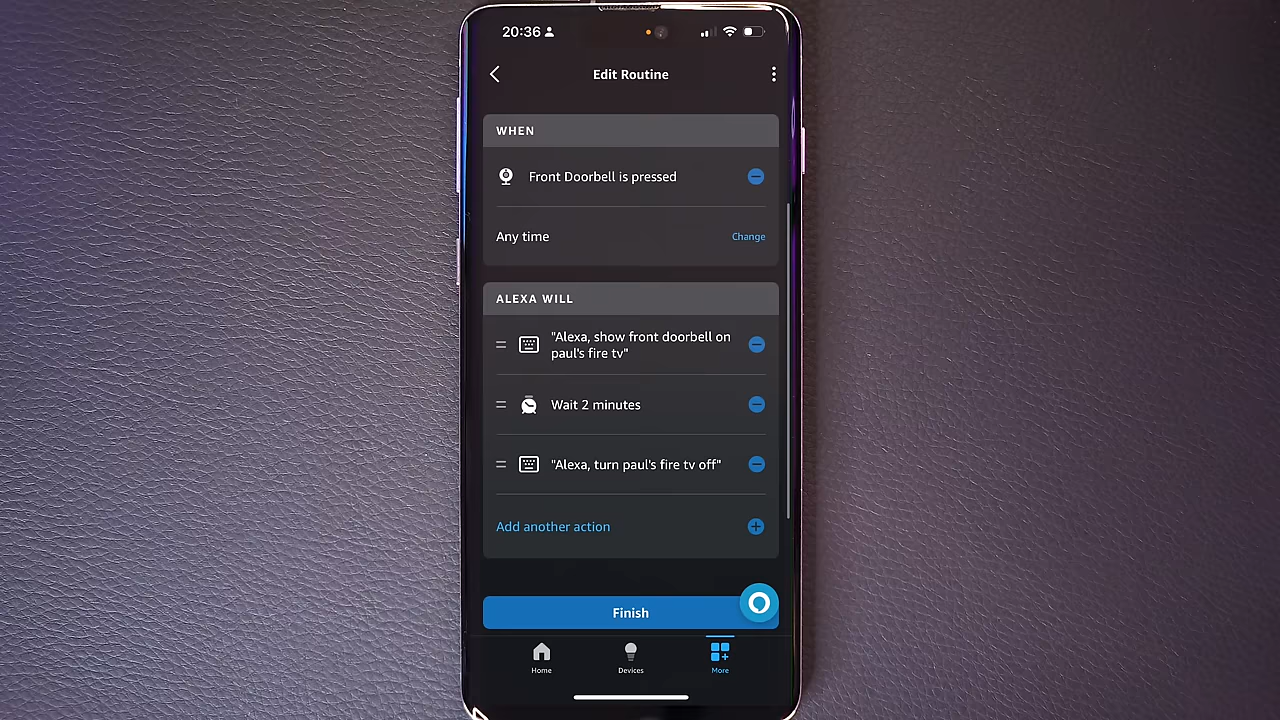 20:36
Edit Routine
WHEN
Front Doorbell is pressed
Any time
Change
ALEXA WILL
"Alexa, show front doorbell on
paul's fire tv"
Wait 2 minutes
"Alexa, turn paul's fire tv off"
Add another action
Finish
Home
Devices
More